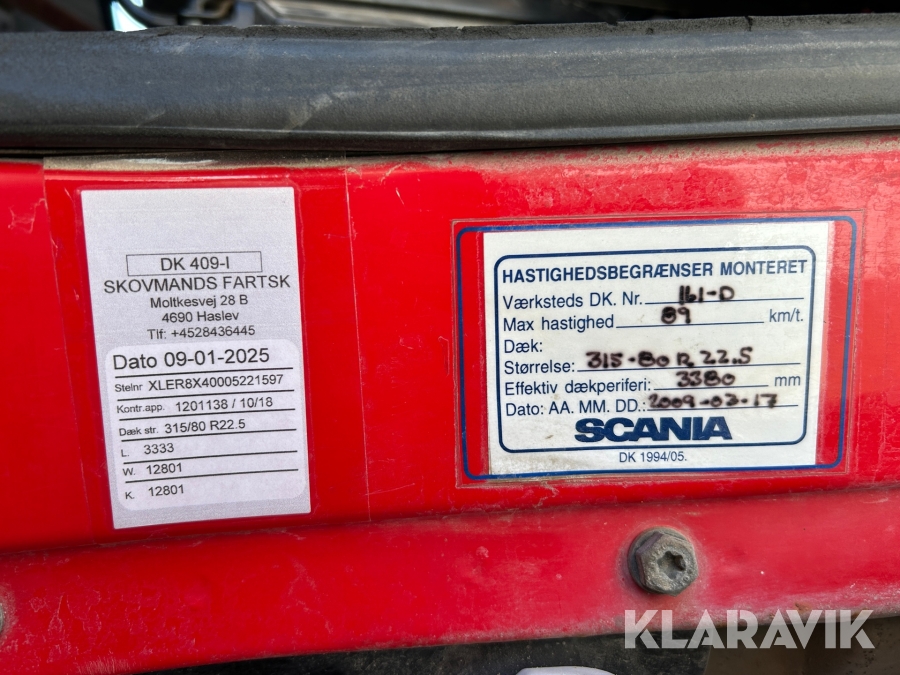 DK 409-I
SKOVMANDS FARTSK
Moltkesvej 28 B
4690 Haslev
Tlf: +4528436445
Dato 09-01-2025
Stelnr XLER8X40005221597
Kontr.app. 1201138 / 10/18
Dæk str. 315/80 R22.5
L. 3333
W. 12801
K. 12801
HASTIGHEDSBEGRÆNSER MONTERET
Værksteds DK. Nr. 161-D
Max hastighed 89 km/t.
Dæk:
Størrelse: 315-80 R 22.5
Effektiv dækperiferi: 3380 mm
Dato: AA. MM. DD.: 2009-03-17
SCANIA
DK 1994/05.
KLARAVIK